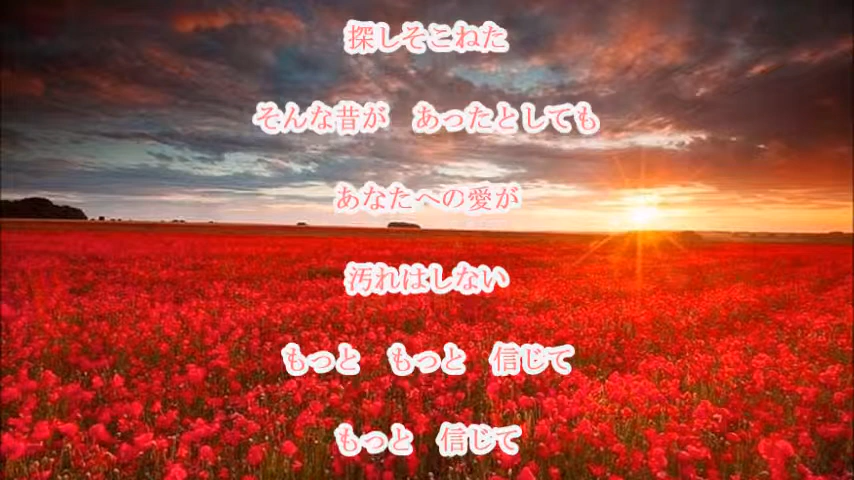 探しそこねた
そんな昔が　あったとしても
あなたへの愛が
汚れはしない
もっと　もっと　信じて
もっと　信じて